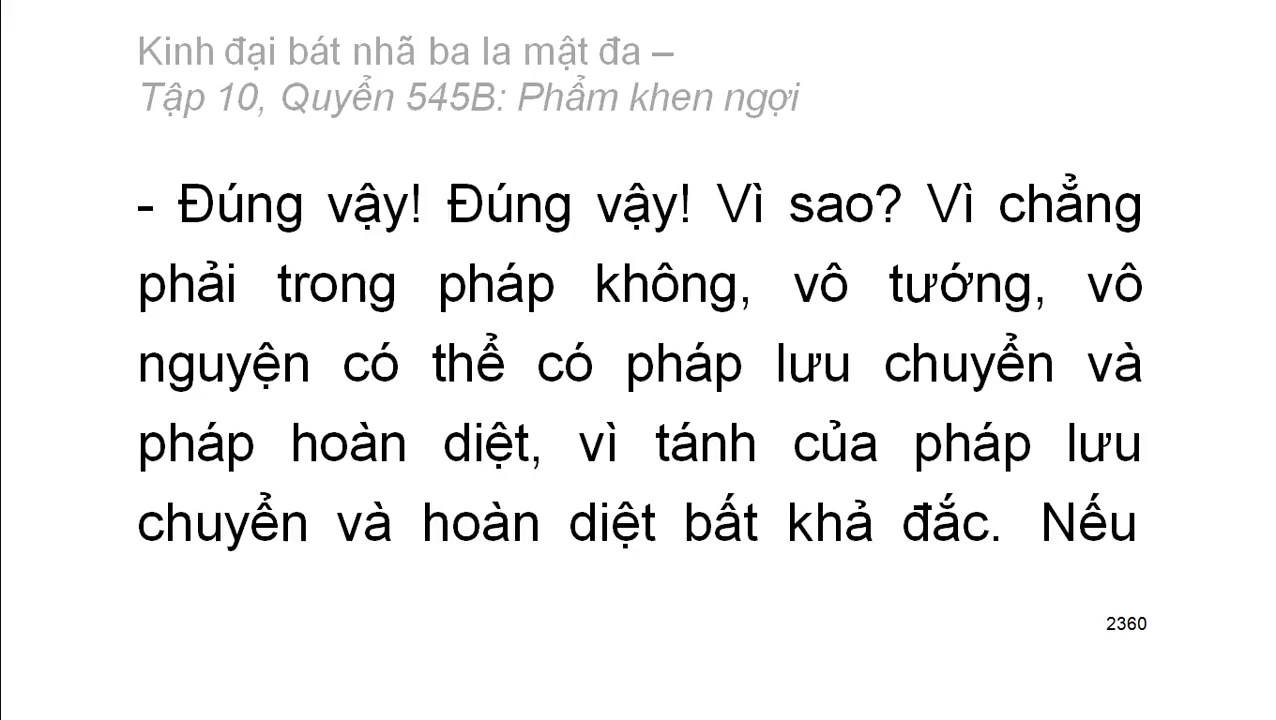 Kinh đại bát nhã ba la mật đa –
Tập 10, Quyển 545B: Phẩm khen ngợi
- Đúng vậy! Đúng vậy! Vì sao? Vì chẳng
phải trong pháp không, vô tướng, vô
nguyện có thể có pháp lưu chuyển và
pháp hoàn diệt, vì tánh của pháp lưu
chuyển và hoàn diệt bất khả đắc. Nếu
2360